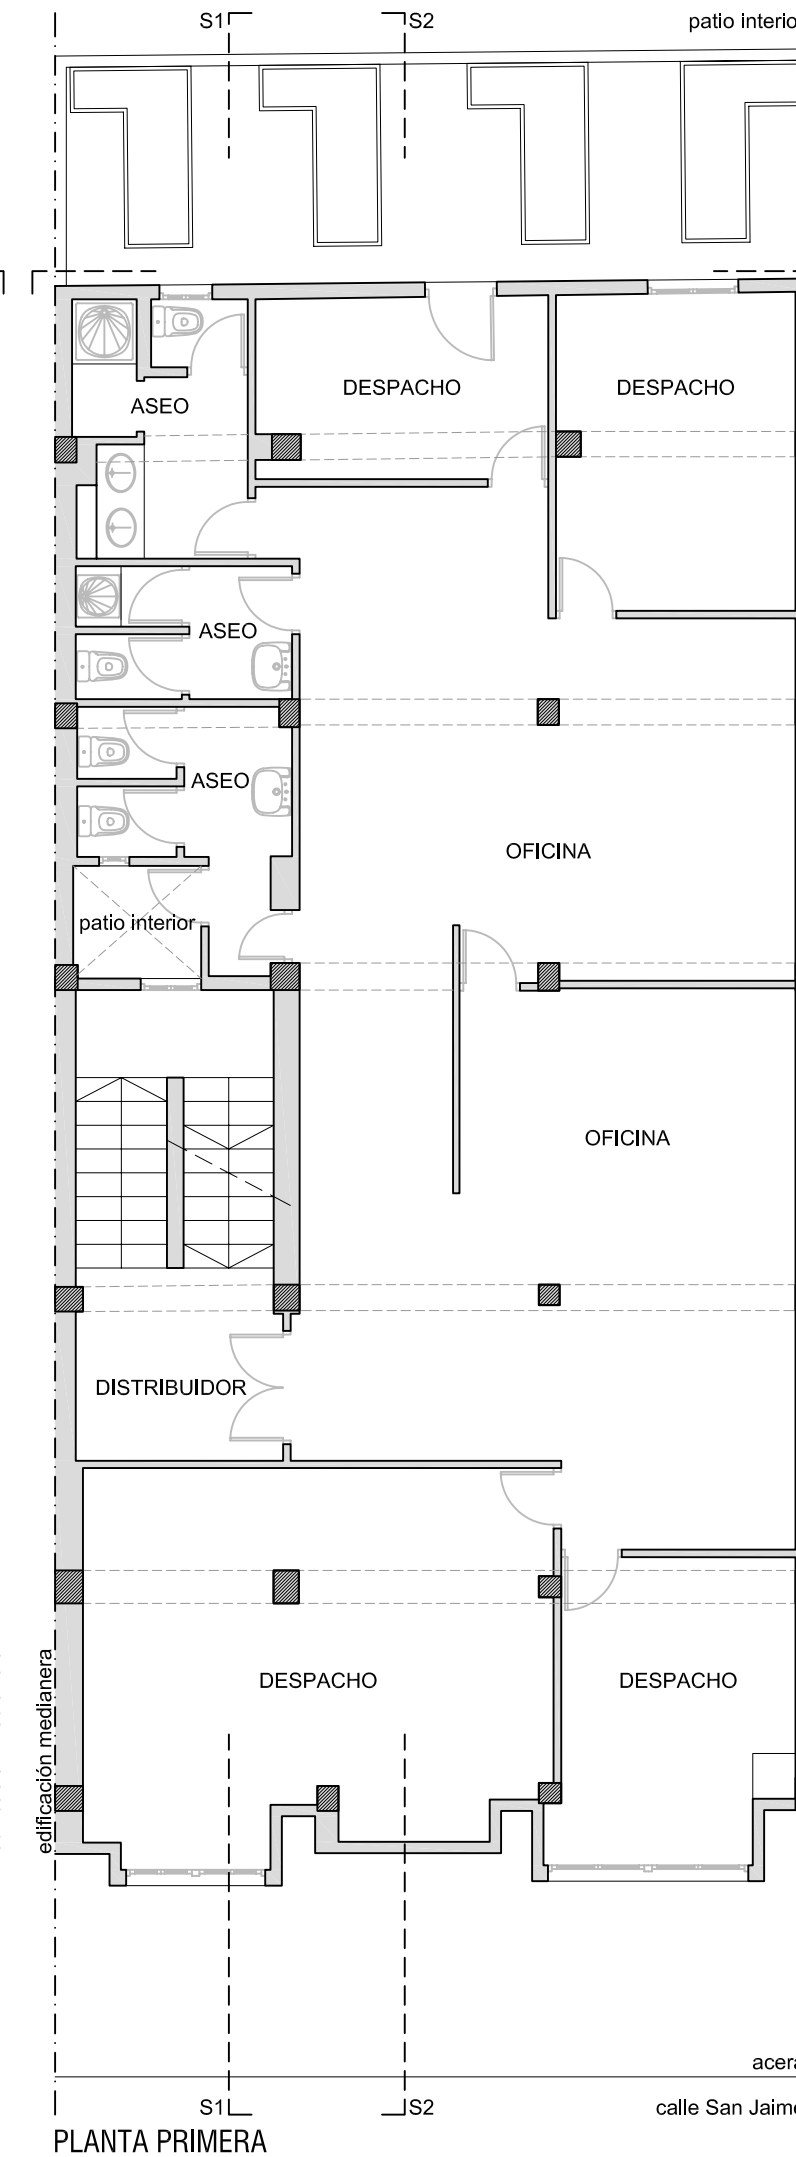 S1 S2 patio interio
DESPACHO DESPACHO
ASEO
ASEO
ASEO
OFICINA
patio interior
OFICINA
DISTRIBUIDOR
DESPACHO DESPACHO
edificación medianera
acera
S1 S2 calle San Jaime
PLANTA PRIMERA